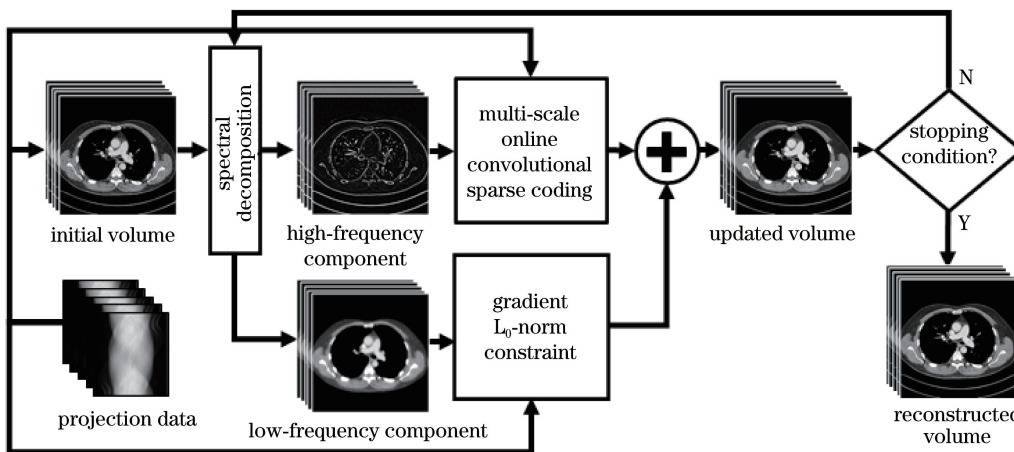 initial volume
spectral
decomposition
high-frequency
component
multi-scale
online
convolutional
sparse coding
updated volume
stopping
condition?
N
Y
projection data
low-frequency component
gradient
L₀-norm
constraint
reconstructed
volume